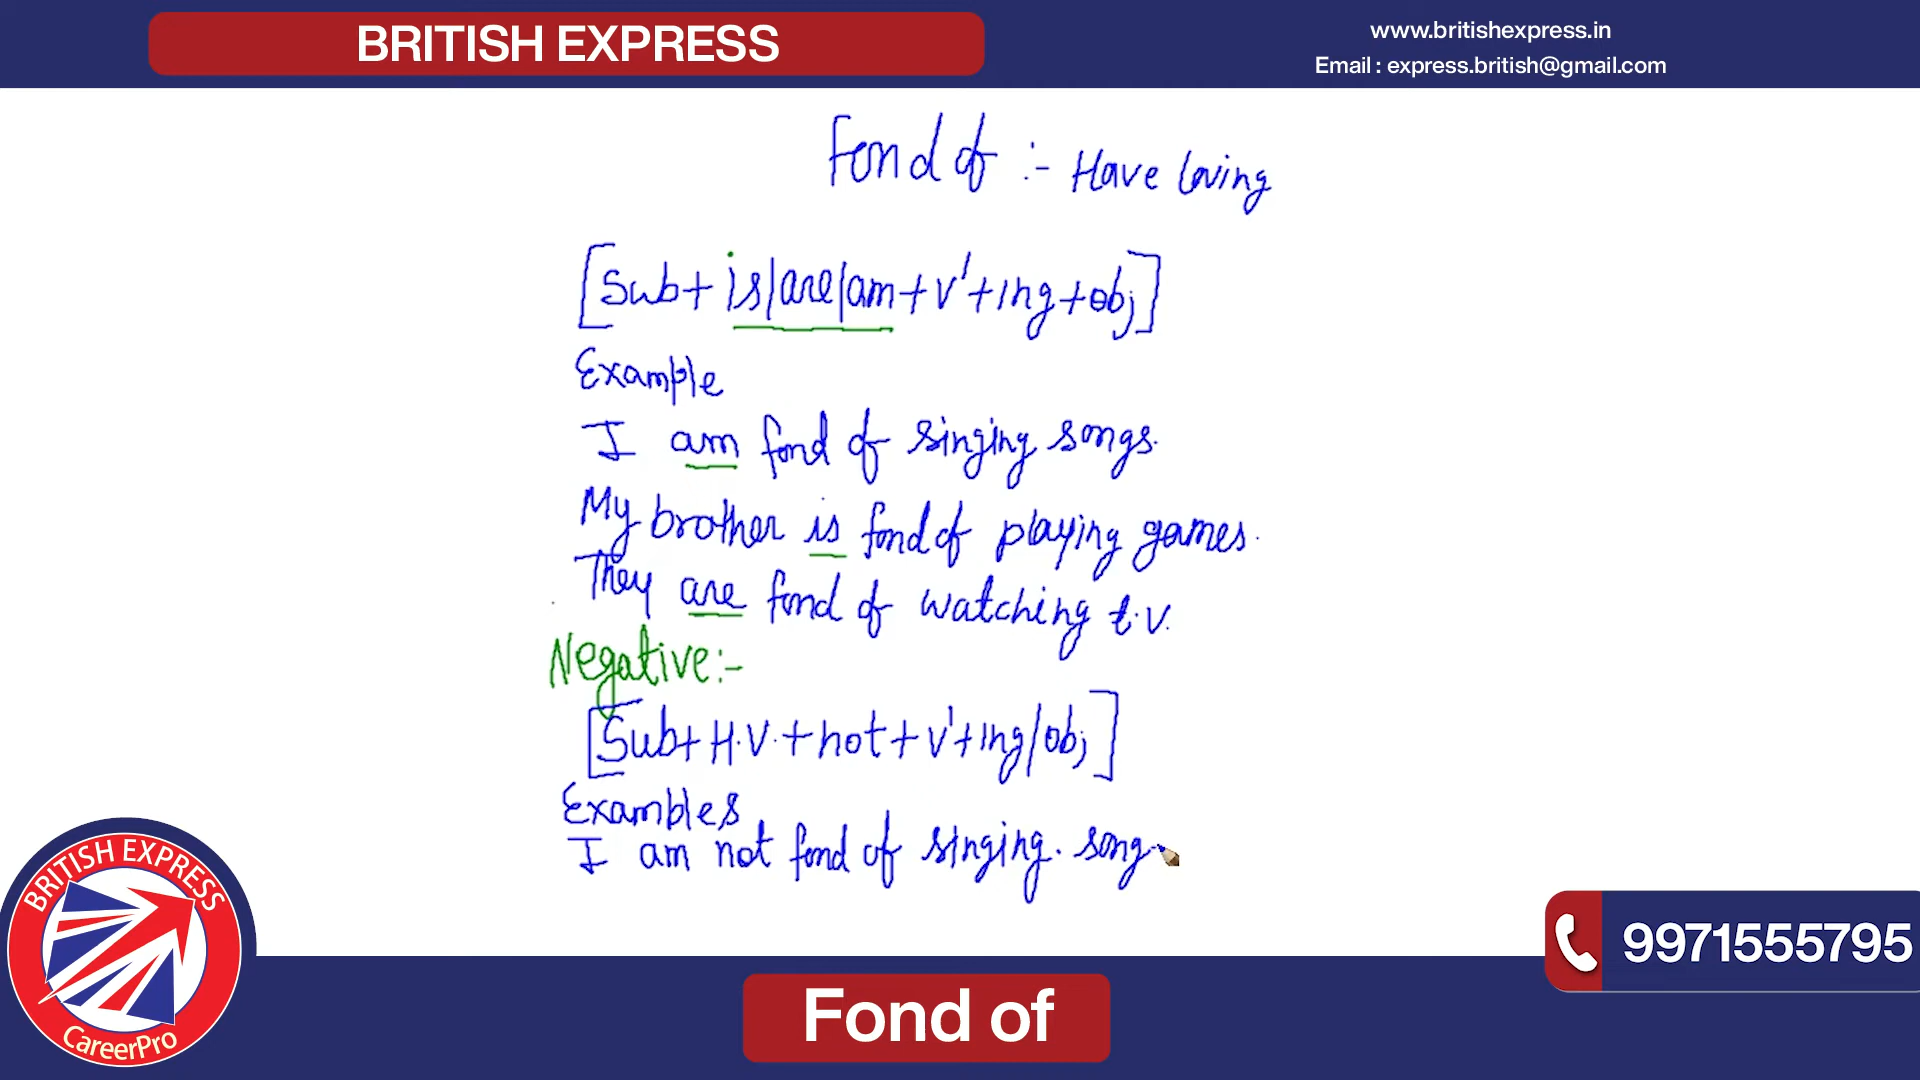 BRITISH EXPRESS
www.britishexpress.in
Email : express.british@gmail.com
Fond of :- Have loving
[Sub+ is/are/am+v¹+ing+obj]
Example
I am fond of singing songs.
My brother is fond of playing games.
They are fond of watching t.v.
Negative:-
[Sub+H.V.+not+v¹+ing/obj]
Examples
I am not fond of singing. song
BRITISH EXPRESS
CareerPro
9971555795
Fond of